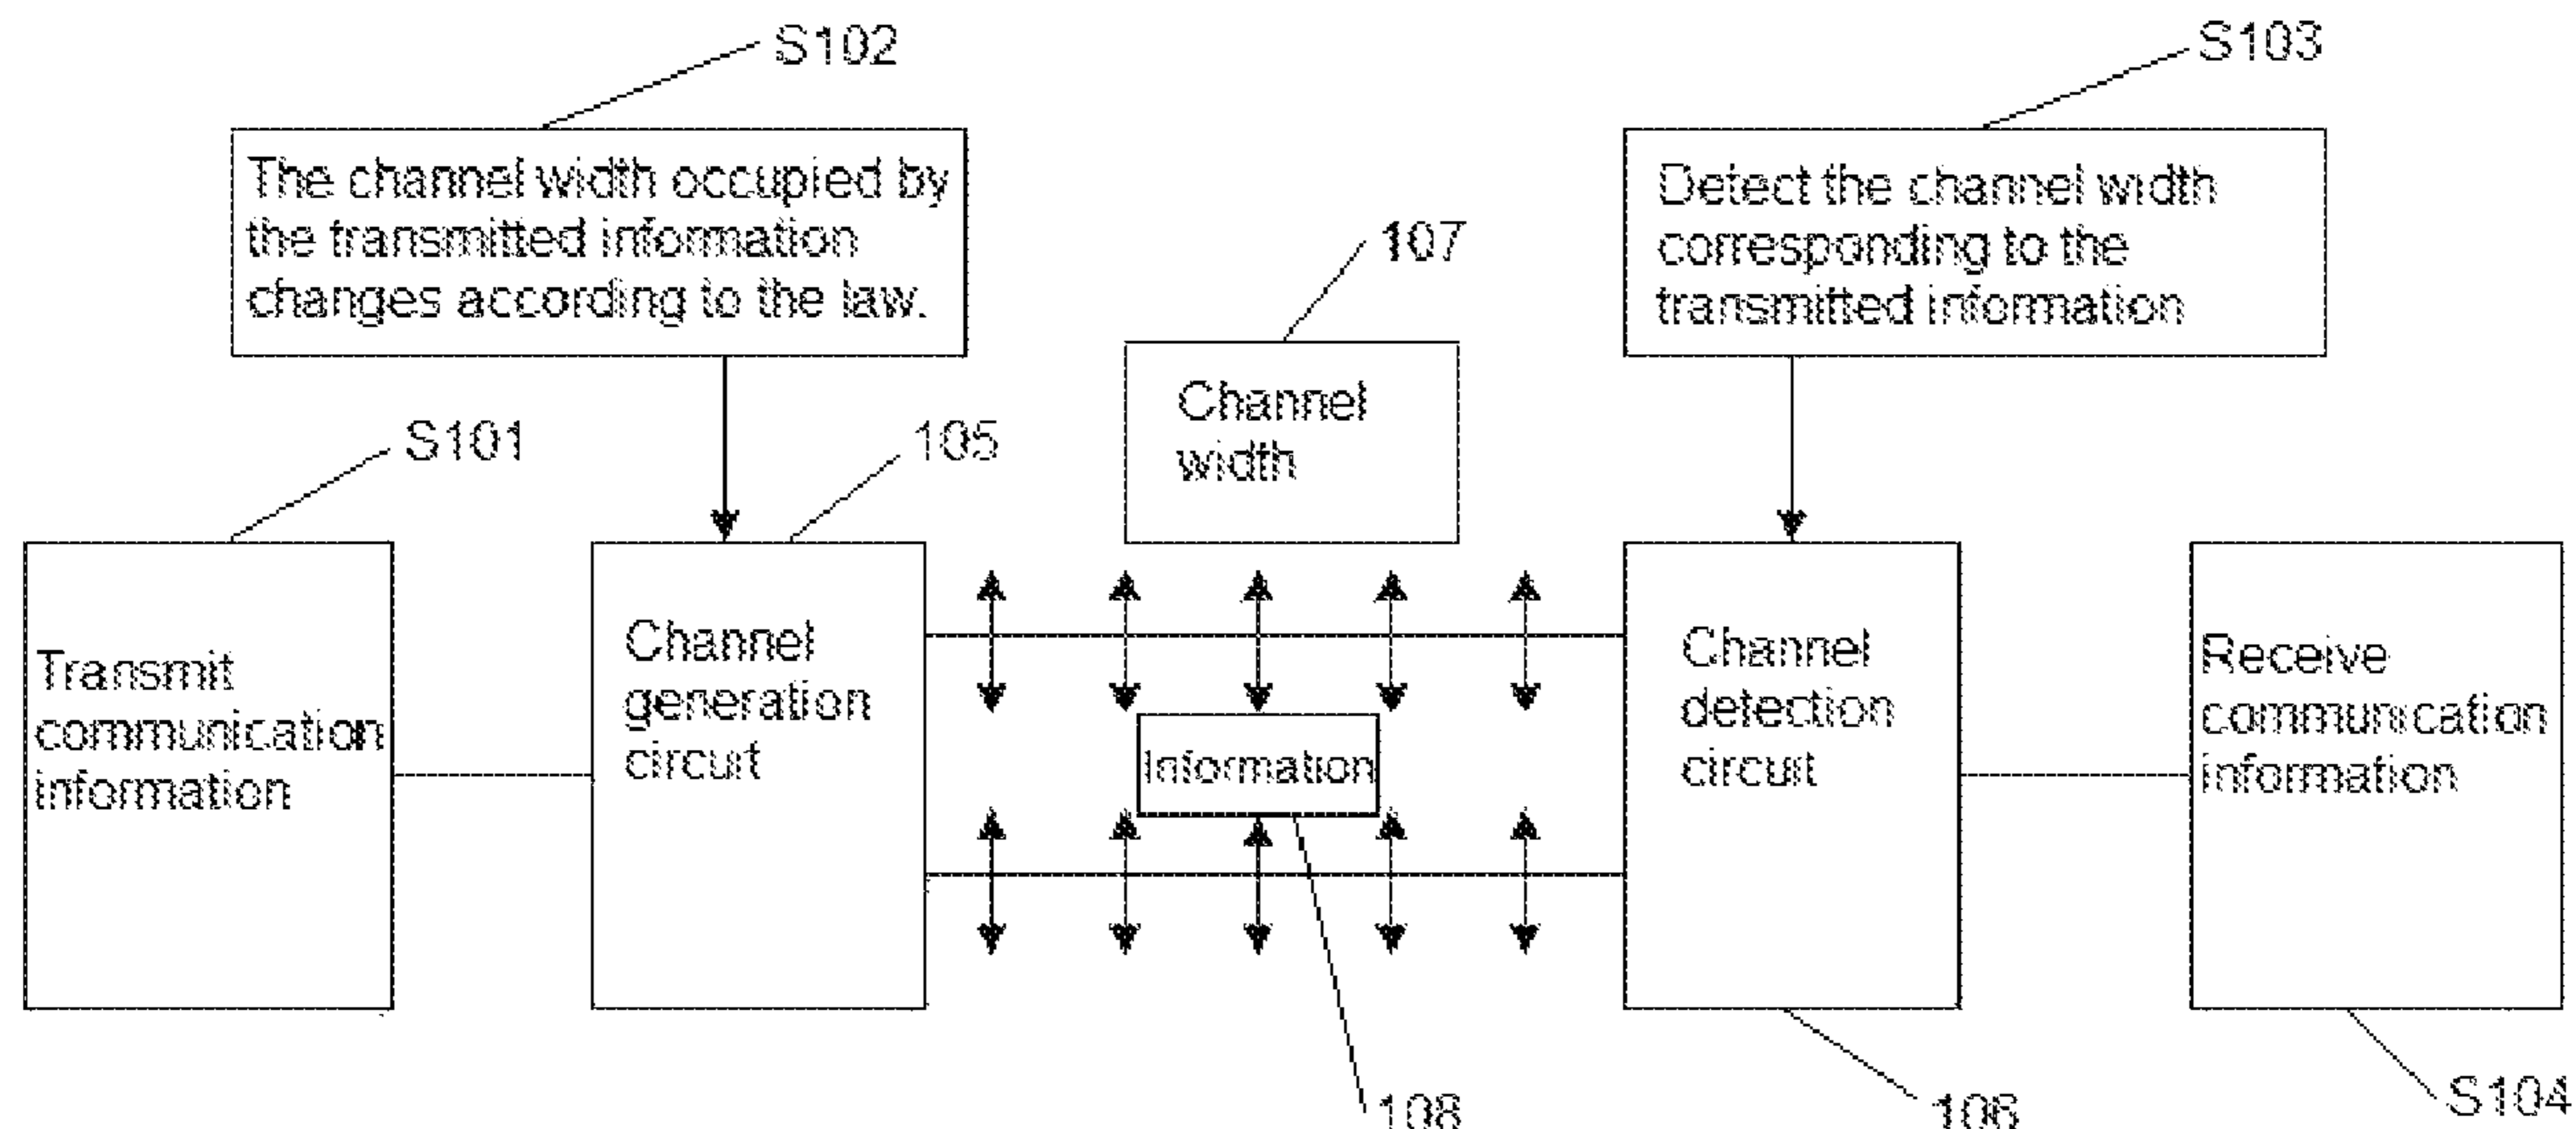 S102
S103
The channel width occupied by
the transmitted information
changes according to the law.
Detect the channel width
corresponding to the
transmitted information
107
Channel
width
S101
105
Transmit
communication
information
Channel
generation
circuit
Information
Channel
detection
circuit
Receive
communication
information
108
106
S104